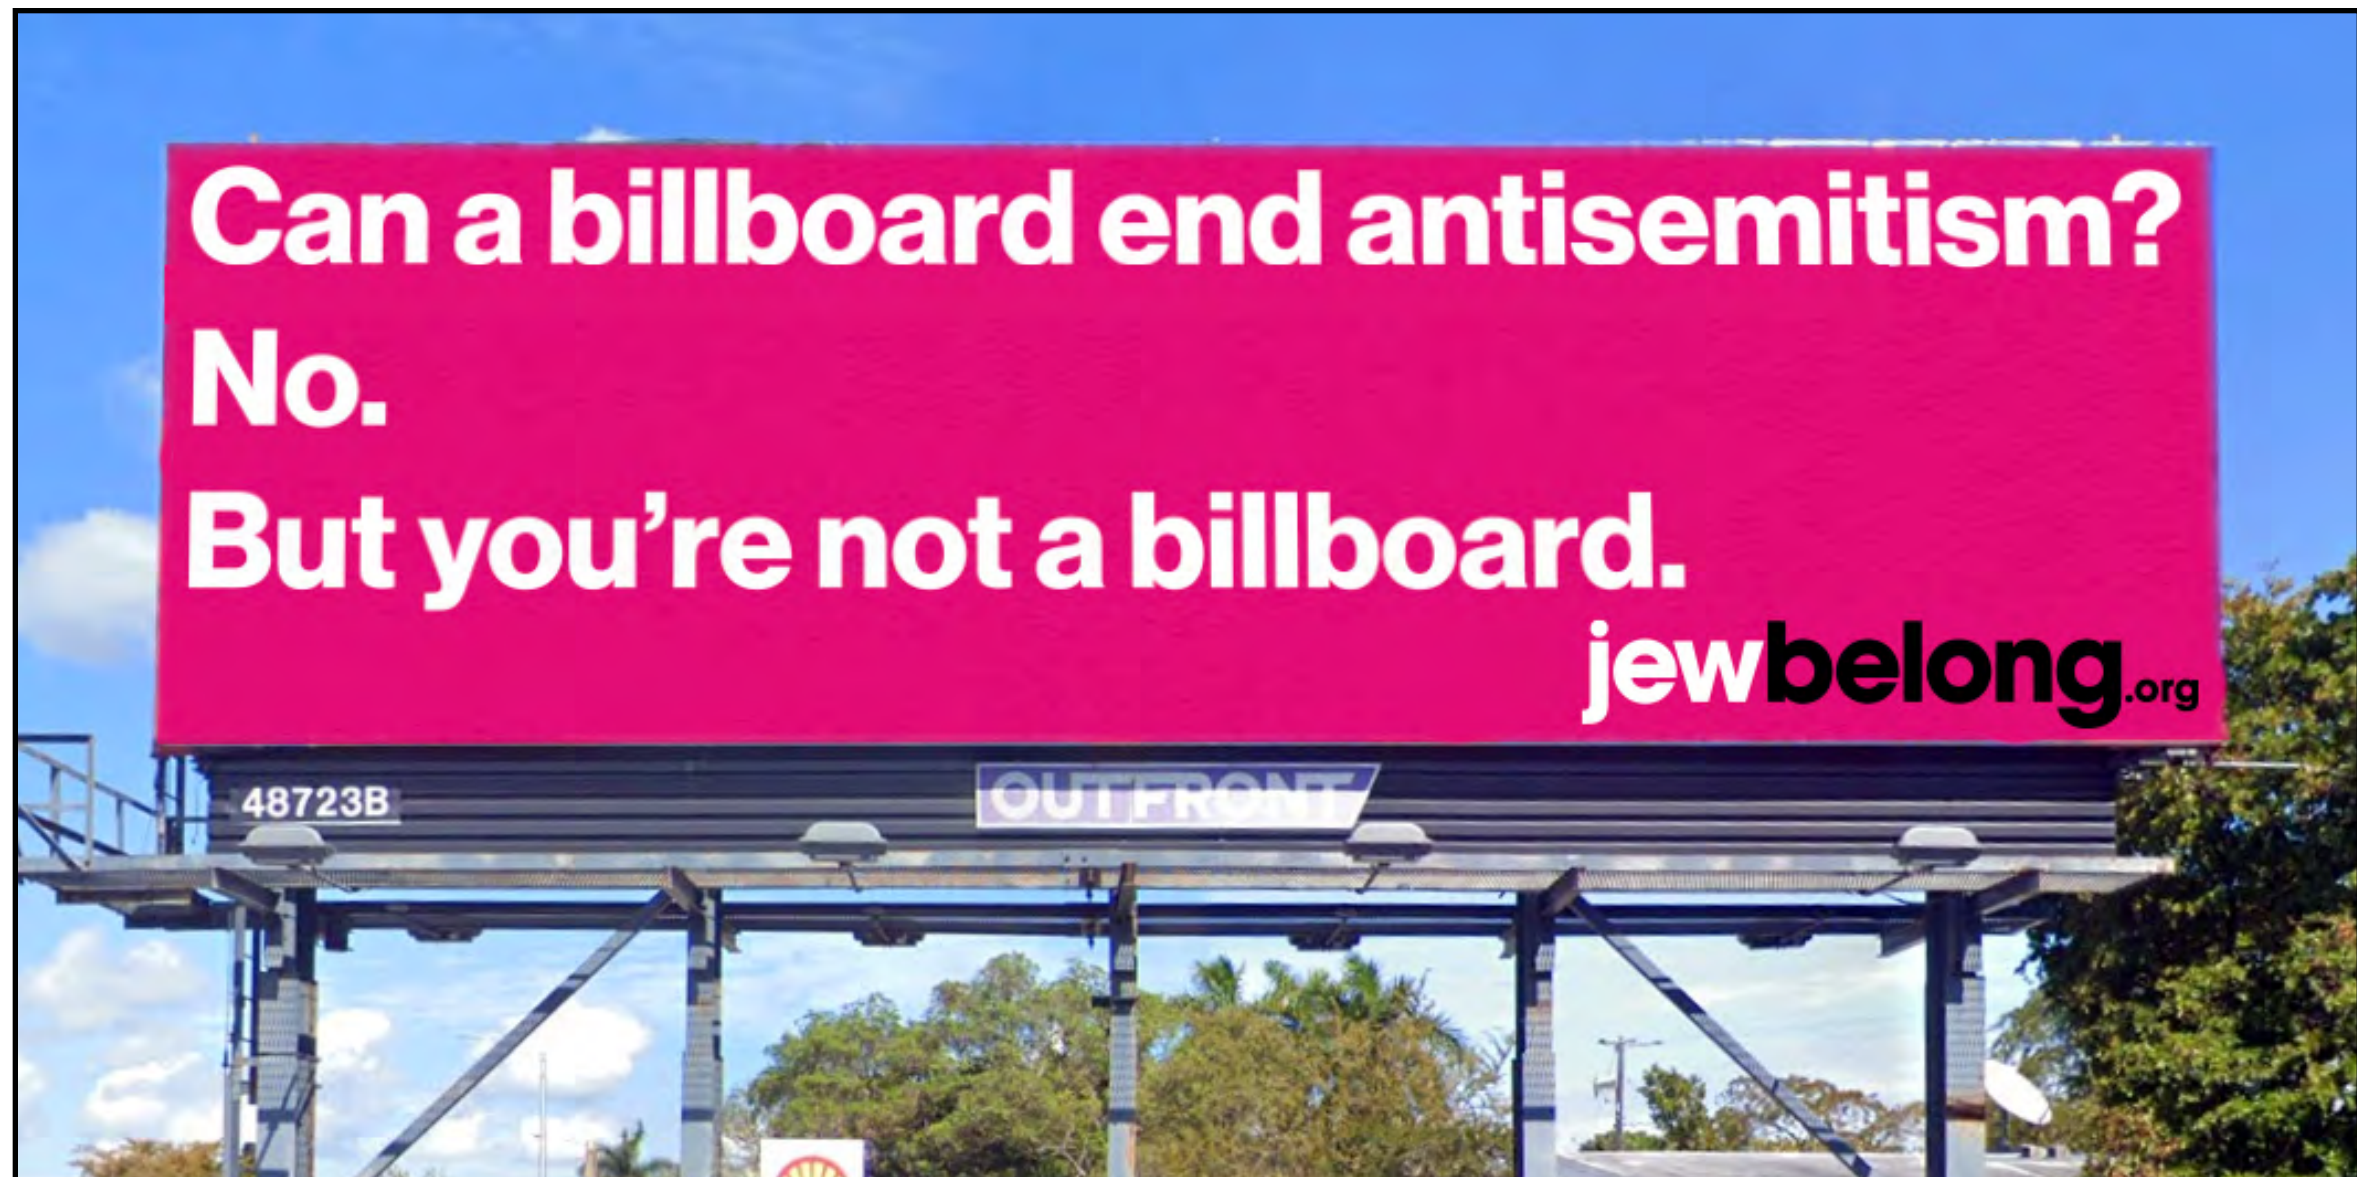 Can a billboard end antisemitism?
No.
But you’re not a billboard.
jewbelong.org
48723B
OUTFRONT